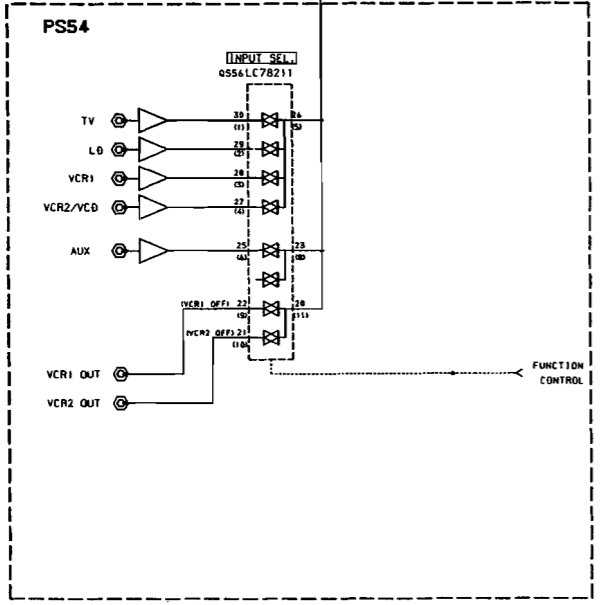 PS54
INPUT SEL.
QS56LC78211
TV 30 (1) 26 (5)
LD 29 (2)
VCR1 28 (3)
VCR2/VCD 27 (4)
AUX 25 (6) 23 (8)
(VCR1 OFF) 22 (9) 20 (11)
(VCR2 OFF) 21 (10)
VCR1 OUT
VCR2 OUT
FUNCTION
CONTROL